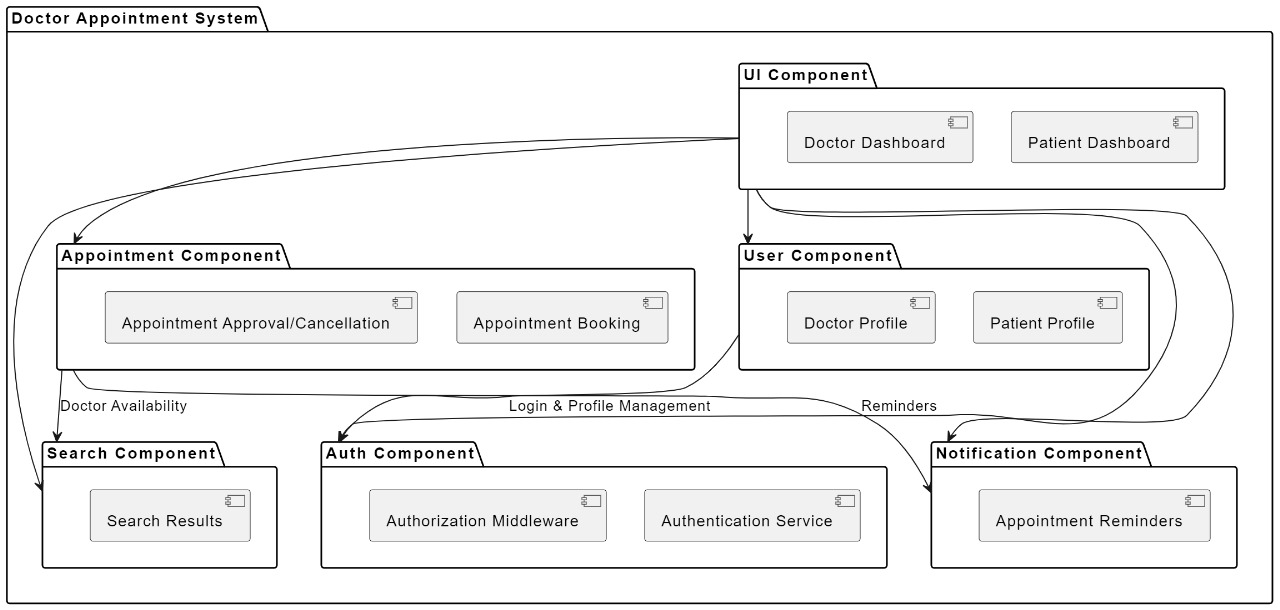 Doctor Appointment System
UI Component
Doctor Dashboard
Patient Dashboard
Appointment Component
User Component
Appointment Approval/Cancellation
Appointment Booking
Doctor Profile
Patient Profile
Doctor Availability
Login & Profile Management
Reminders
Search Component
Auth Component
Notification Component
Search Results
Authorization Middleware
Authentication Service
Appointment Reminders